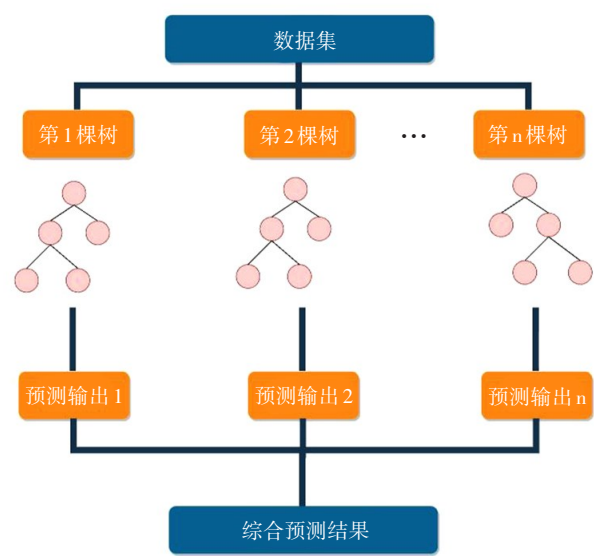 数据集
第1棵树
第2棵树
…
第n棵树
预测输出1
预测输出2
预测输出n
综合预测结果